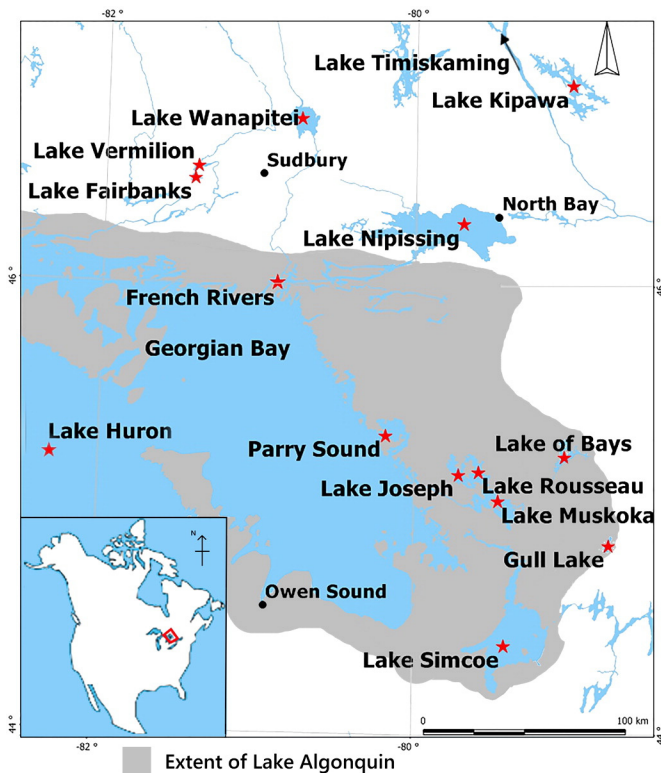 -82
-80
Lake Timiskaming
Lake Kipawa
Lake Wanapitei
Lake Vermilion
Sudbury
Lake Fairbanks
North Bay
Lake Nipissing
46 °
46 °
French Rivers
Georgian Bay
Lake Huron
Parry Sound
Lake of Bays
Lake Joseph
Lake Rousseau
Lake Muskoka
Gull Lake
N
Owen Sound
Lake Simcoe
0
100 km
44 °
44 °
-82
-80
Extent of Lake Algonquin